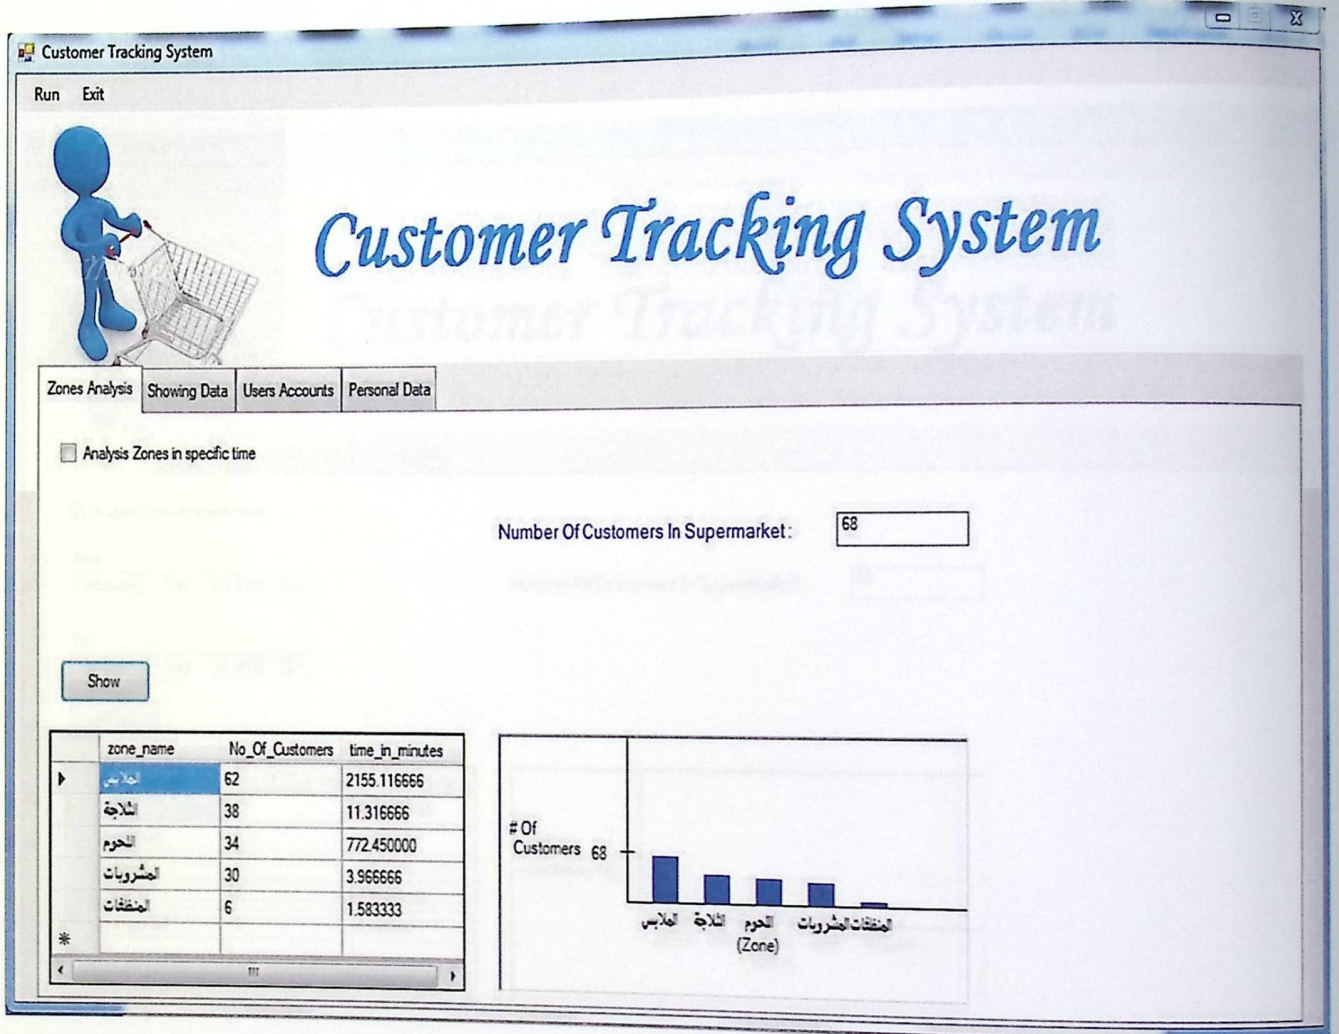 Customer Tracking System
Run Exit
Customer Tracking System
Zones Analysis Showing Data Users Accounts Personal Data
Analysis Zones in specific time
Number Of Customers In Supermarket : 68
Show
zone_name No_Of_Customers time_in_minutes
الملابس 62 2155.116666
الثلاجة 38 11.316666
اللحوم 34 772.450000
المشروبات 30 3.966666
المنظفات 6 1.583333
# Of
Customers 68
الملابس الثلاجة اللحوم المشروبات المنظفات
(Zone)